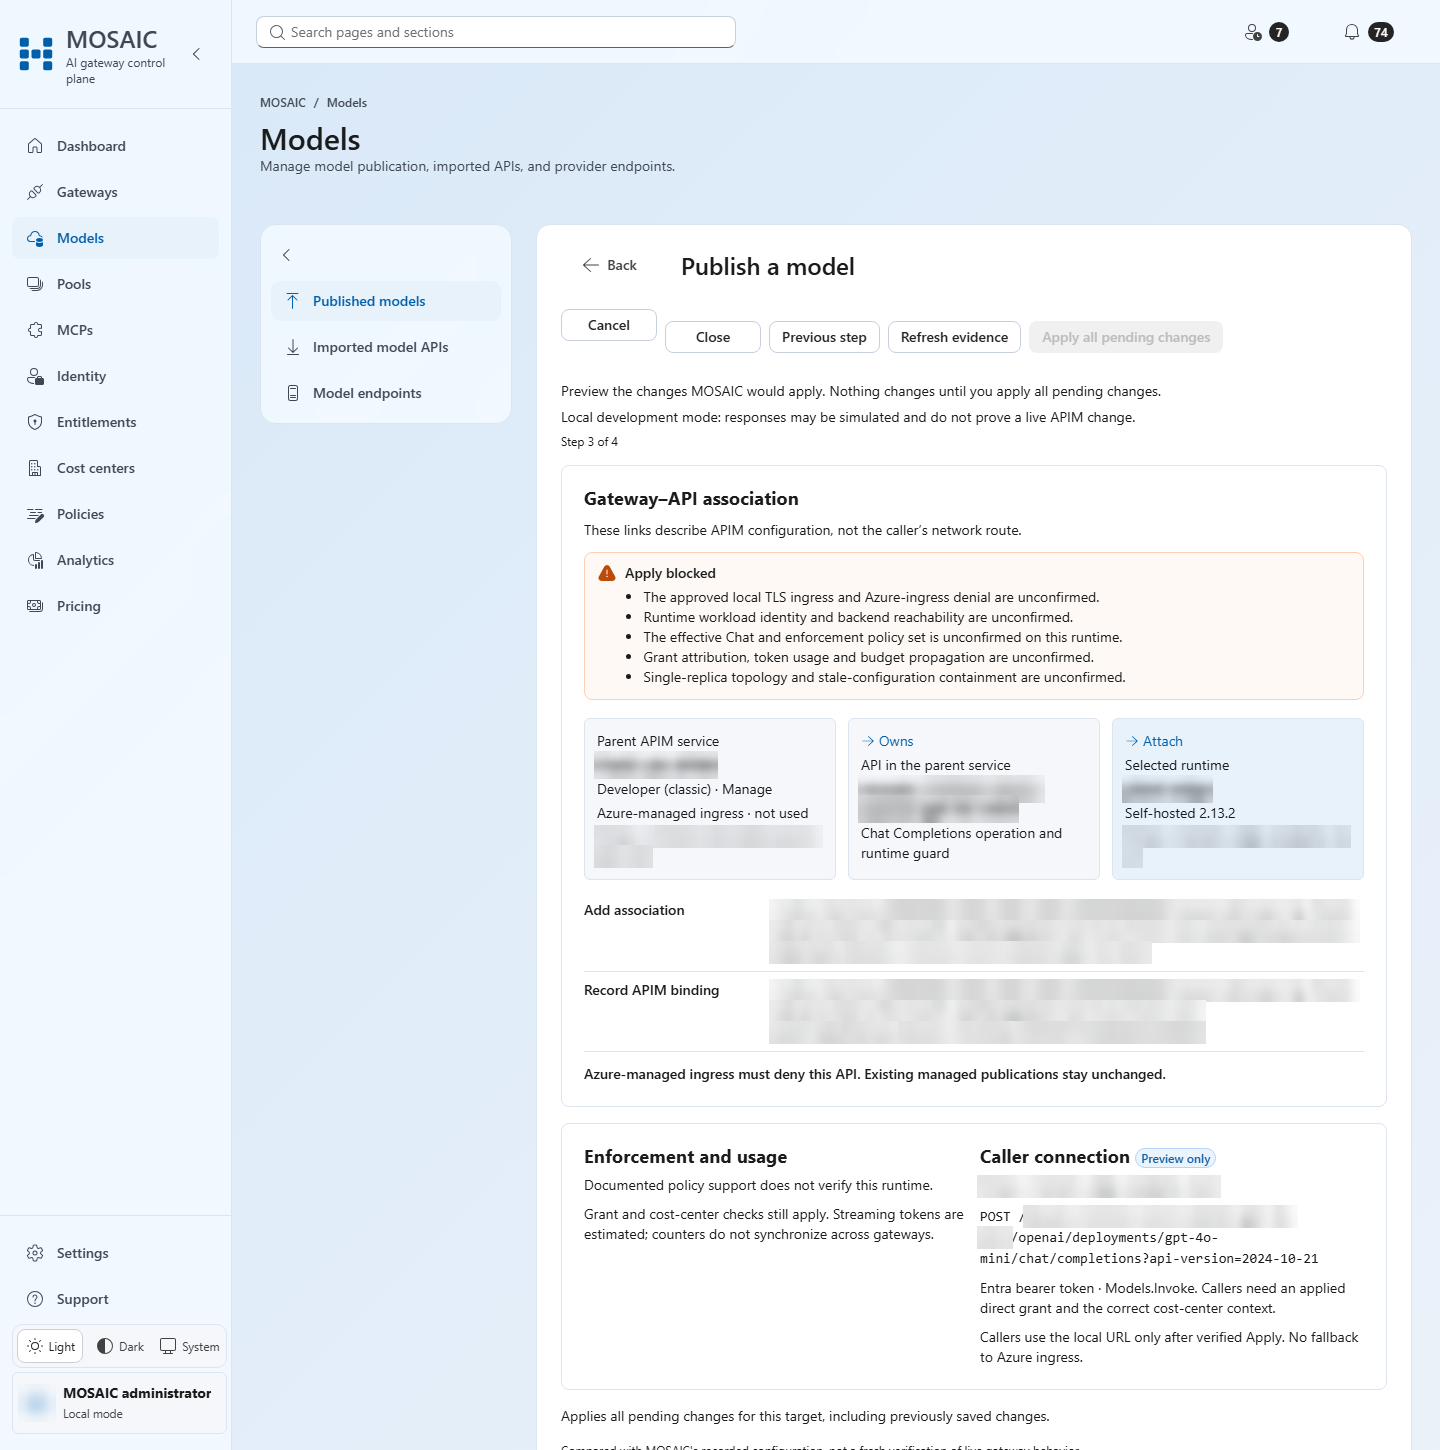 MOSAIC
AI gateway control
plane
Search pages and sections
7
74
Dashboard
Gateways
Models
Pools
MCPs
Identity
Entitlements
Cost centers
Policies
Analytics
Pricing
Settings
Support
Light
Dark
System
MOSAIC administrator
Local mode
MOSAIC / Models
Models
Manage model publication, imported APIs, and provider endpoints.
Published models
Imported model APIs
Model endpoints
Back
Publish a model
Cancel
Close
Previous step
Refresh evidence
Apply all pending changes
Preview the changes MOSAIC would apply. Nothing changes until you apply all pending changes.
Local development mode: responses may be simulated and do not prove a live APIM change.
Step 3 of 4
Gateway–API association
These links describe APIM configuration, not the caller’s network route.
Apply blocked
• The approved local TLS ingress and Azure-ingress denial are unconfirmed.
• Runtime workload identity and backend reachability are unconfirmed.
• The effective Chat and enforcement policy set is unconfirmed on this runtime.
• Grant attribution, token usage and budget propagation are unconfirmed.
• Single-replica topology and stale-configuration containment are unconfirmed.
Parent APIM service
Developer (classic) · Manage
Azure-managed ingress · not used
→ Owns
API in the parent service
Chat Completions operation and
runtime guard
→ Attach
Selected runtime
Self-hosted 2.13.2
Add association
Record APIM binding
Azure-managed ingress must deny this API. Existing managed publications stay unchanged.
Enforcement and usage
Documented policy support does not verify this runtime.
Grant and cost-center checks still apply. Streaming tokens are
estimated; counters do not synchronize across gateways.
Caller connection Preview only
POST /
/openai/deployments/gpt-4o-
mini/chat/completions?api-version=2024-10-21
Entra bearer token · Models.Invoke. Callers need an applied
direct grant and the correct cost-center context.
Callers use the local URL only after verified Apply. No fallback
to Azure ingress.
Applies all pending changes for this target, including previously saved changes.
Compared with MOSAIC's recorded configuration, not a fresh verification of live gateway behavior.